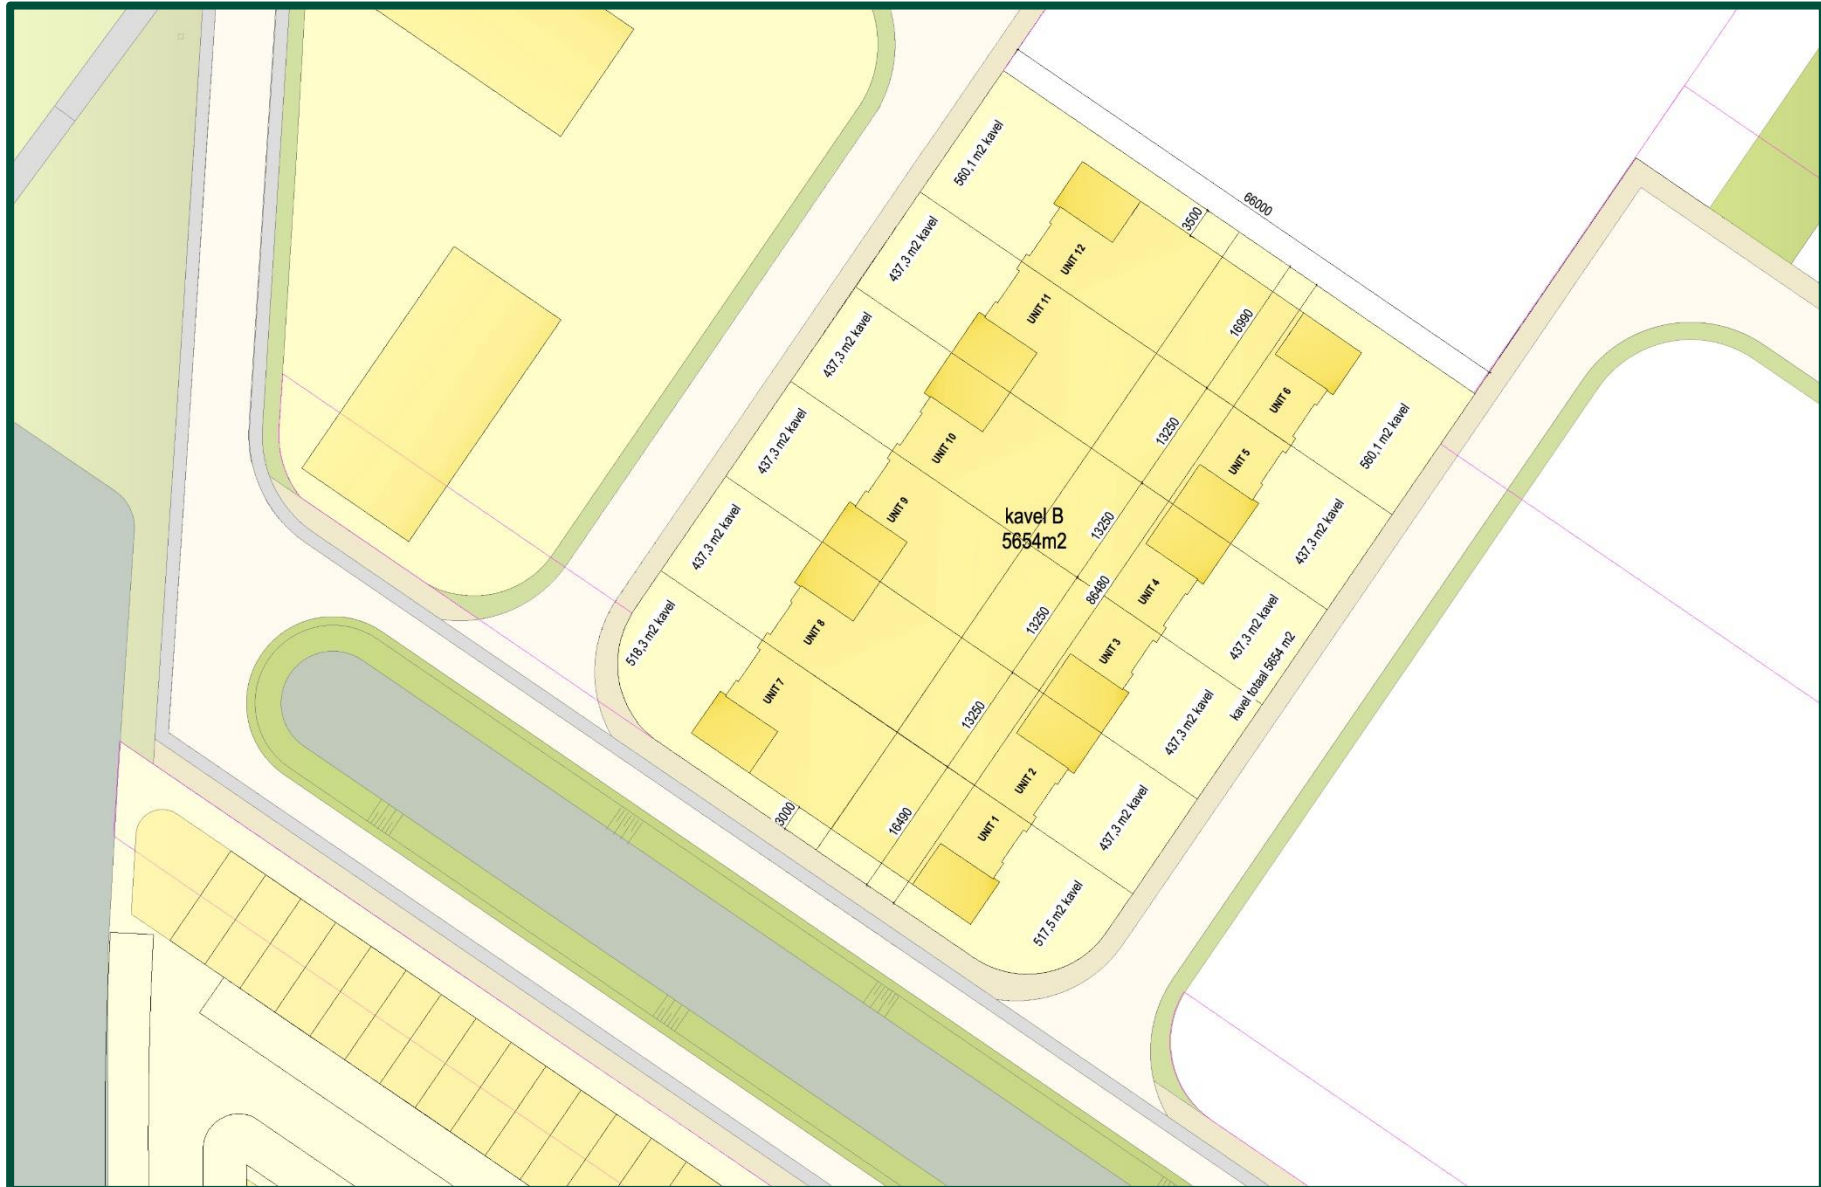 560,1 m2 kavel
66000
3500
437,3 m2 kavel
UNIT 12
UNIT 11
16990
437,3 m2 kavel
UNIT 6
13250
560,1 m2 kavel
437,3 m2 kavel
UNIT 10
UNIT 5
UNIT 9
kavel B
5654m2
13250
437,3 m2 kavel
437,3 m2 kavel
UNIT 4
86480
13250
437,3 m2 kavel
518,3 m2 kavel
UNIT 8
UNIT 3
kavel totaal 5654 m2
UNIT 7
13250
437,3 m2 kavel
UNIT 2
3000
16490
UNIT 1
437,3 m2 kavel
517,5 m2 kavel